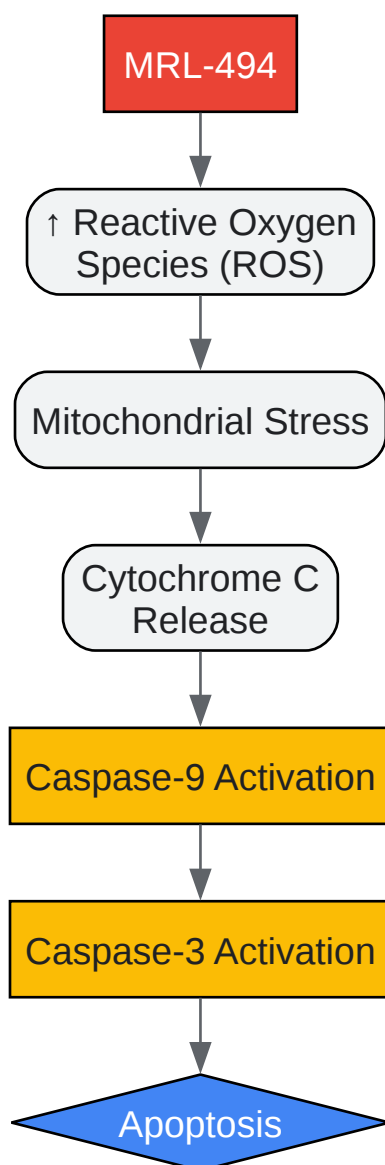 MRL-494
↑ Reactive Oxygen
Species (ROS)
Mitochondrial Stress
Cytochrome C
Release
Caspase-9 Activation
Caspase-3 Activation
Apoptosis